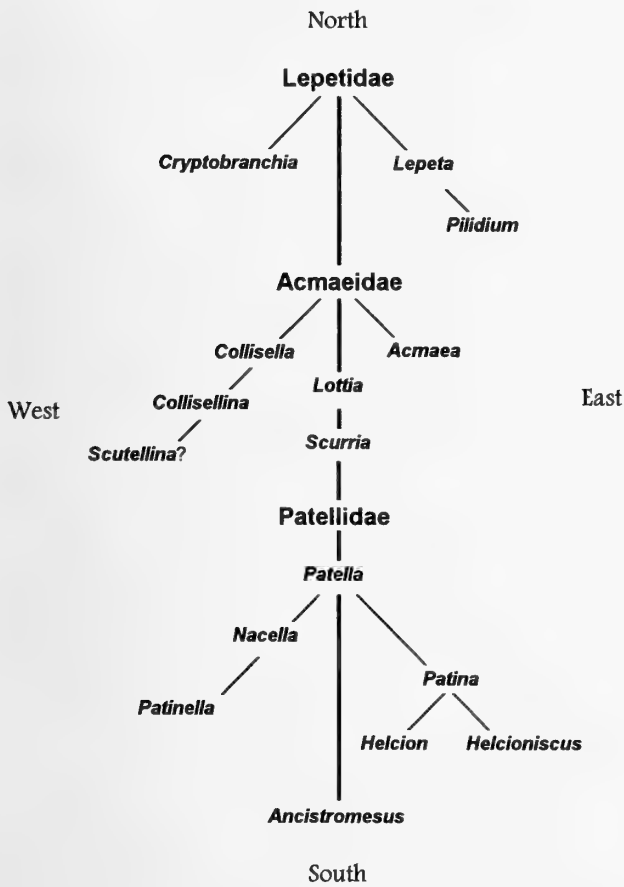 North
Lepetidae
Cryptobranchia
Lepeta
Pilidium
Acmaeidae
Collisella
Acmaea
Lottia
West
Collisellina
East
Scutellina?
Scurria
Patellidae
Patella
Nacella
Patina
Patinella
Helcion
Helcioniscus
Ancistromesus
South